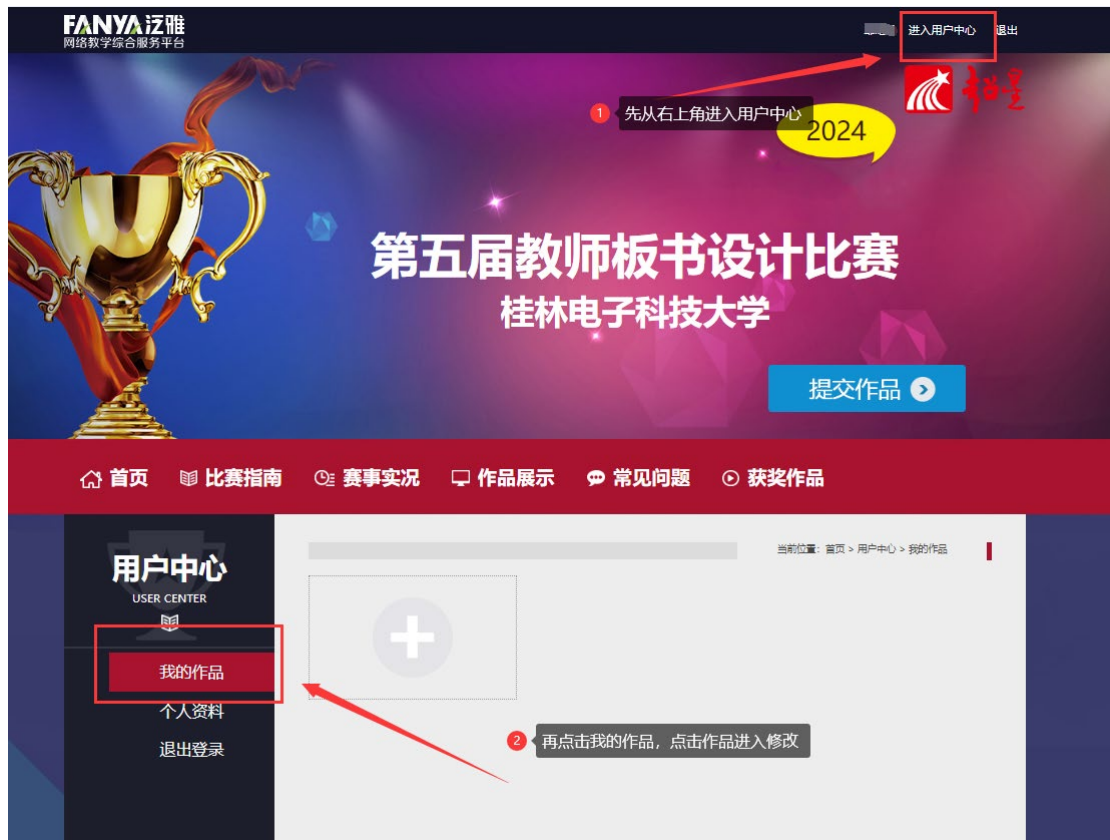 FANYA 泛雅
网络教学综合服务平台
进入用户中心 退出
超星
1 先从右上角进入用户中心
2024
第五届教师板书设计比赛
桂林电子科技大学
提交作品
首页 比赛指南 赛事实况 作品展示 常见问题 获奖作品
用户中心
USER CENTER
当前位置：首页 > 用户中心 > 我的作品
我的作品
个人资料
退出登录
2 再点击我的作品，点击作品进入修改